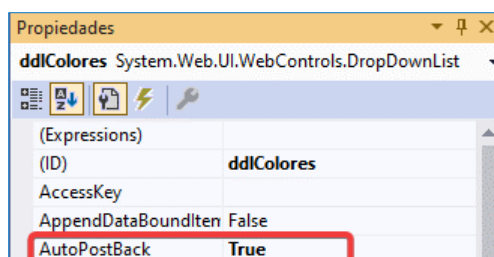 Propiedades
ddlColores System.Web.UI.WebControls.DropDownList
(Expressions)
(ID) ddlColores
AccessKey
AppendDataBoundIten False
AutoPostBack True